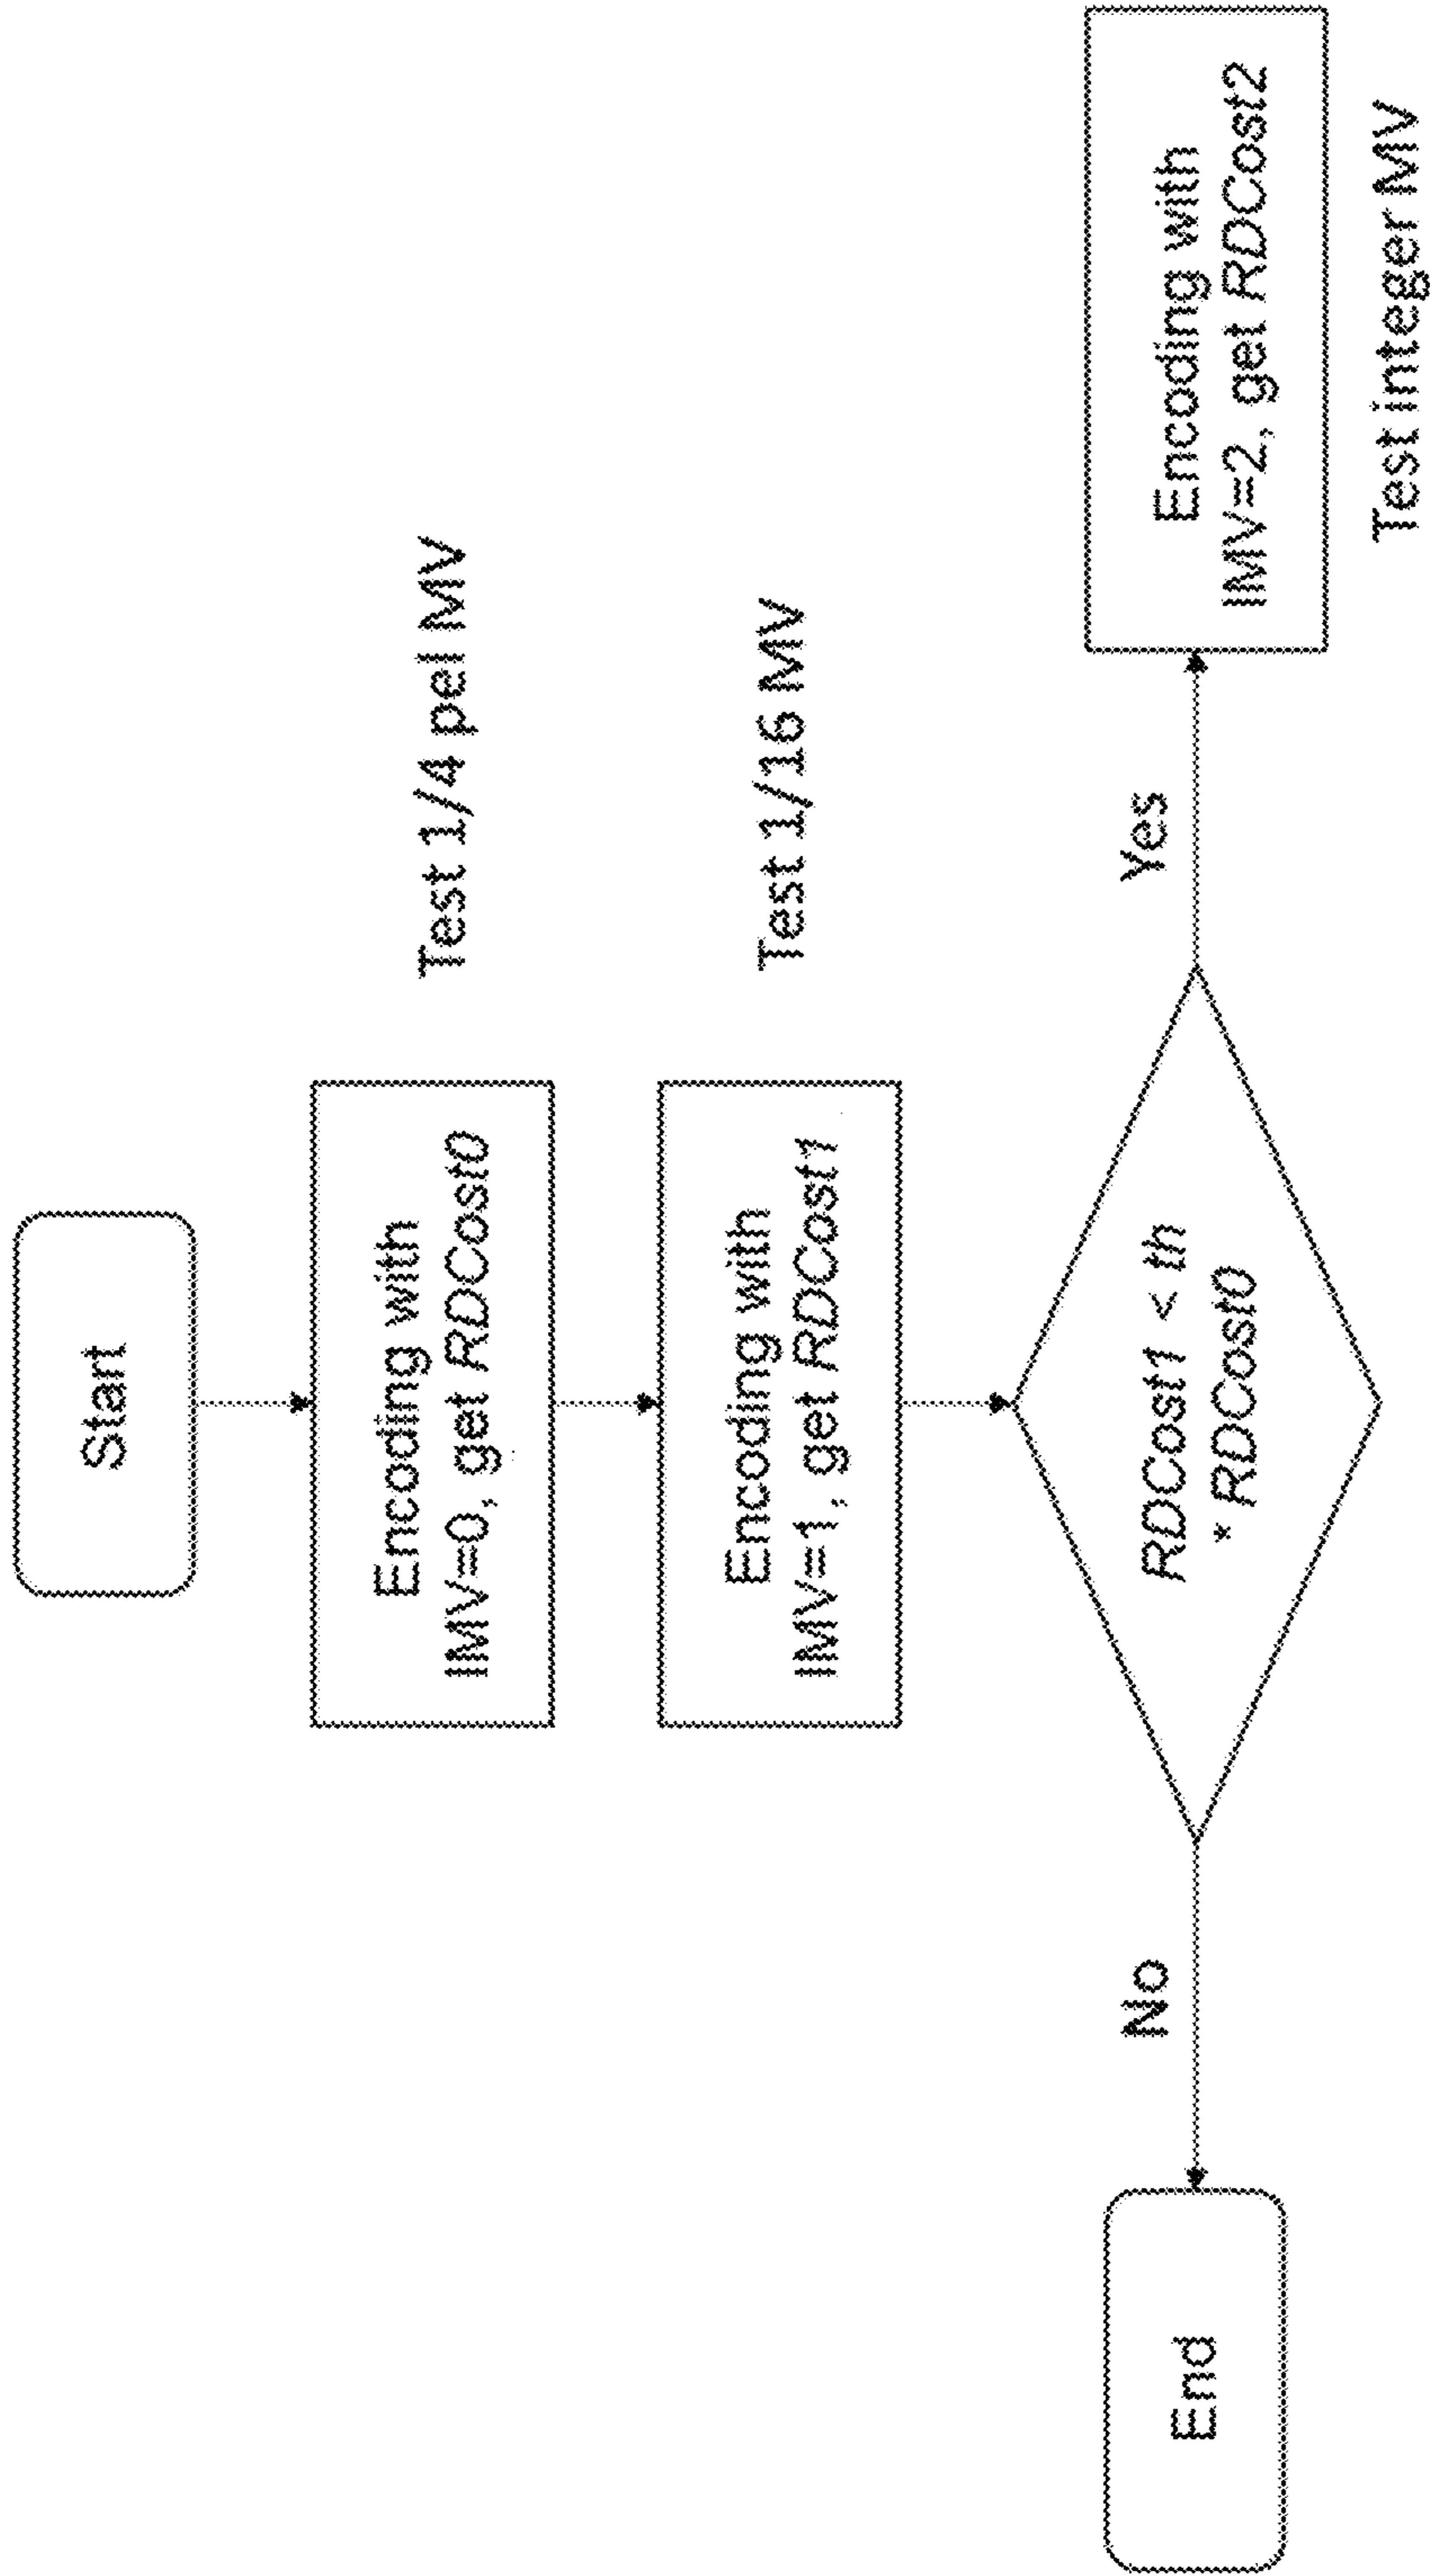 Start
Encoding with
IMV=0, get RDCost0
Test 1/4 pel MV
Encoding with
IMV=1, get RDCost1
Test 1/16 MV
RDCost1 < th
* RDCost0
No
Yes
End
Encoding with
IMV=2, get RDCost2
Test integer MV